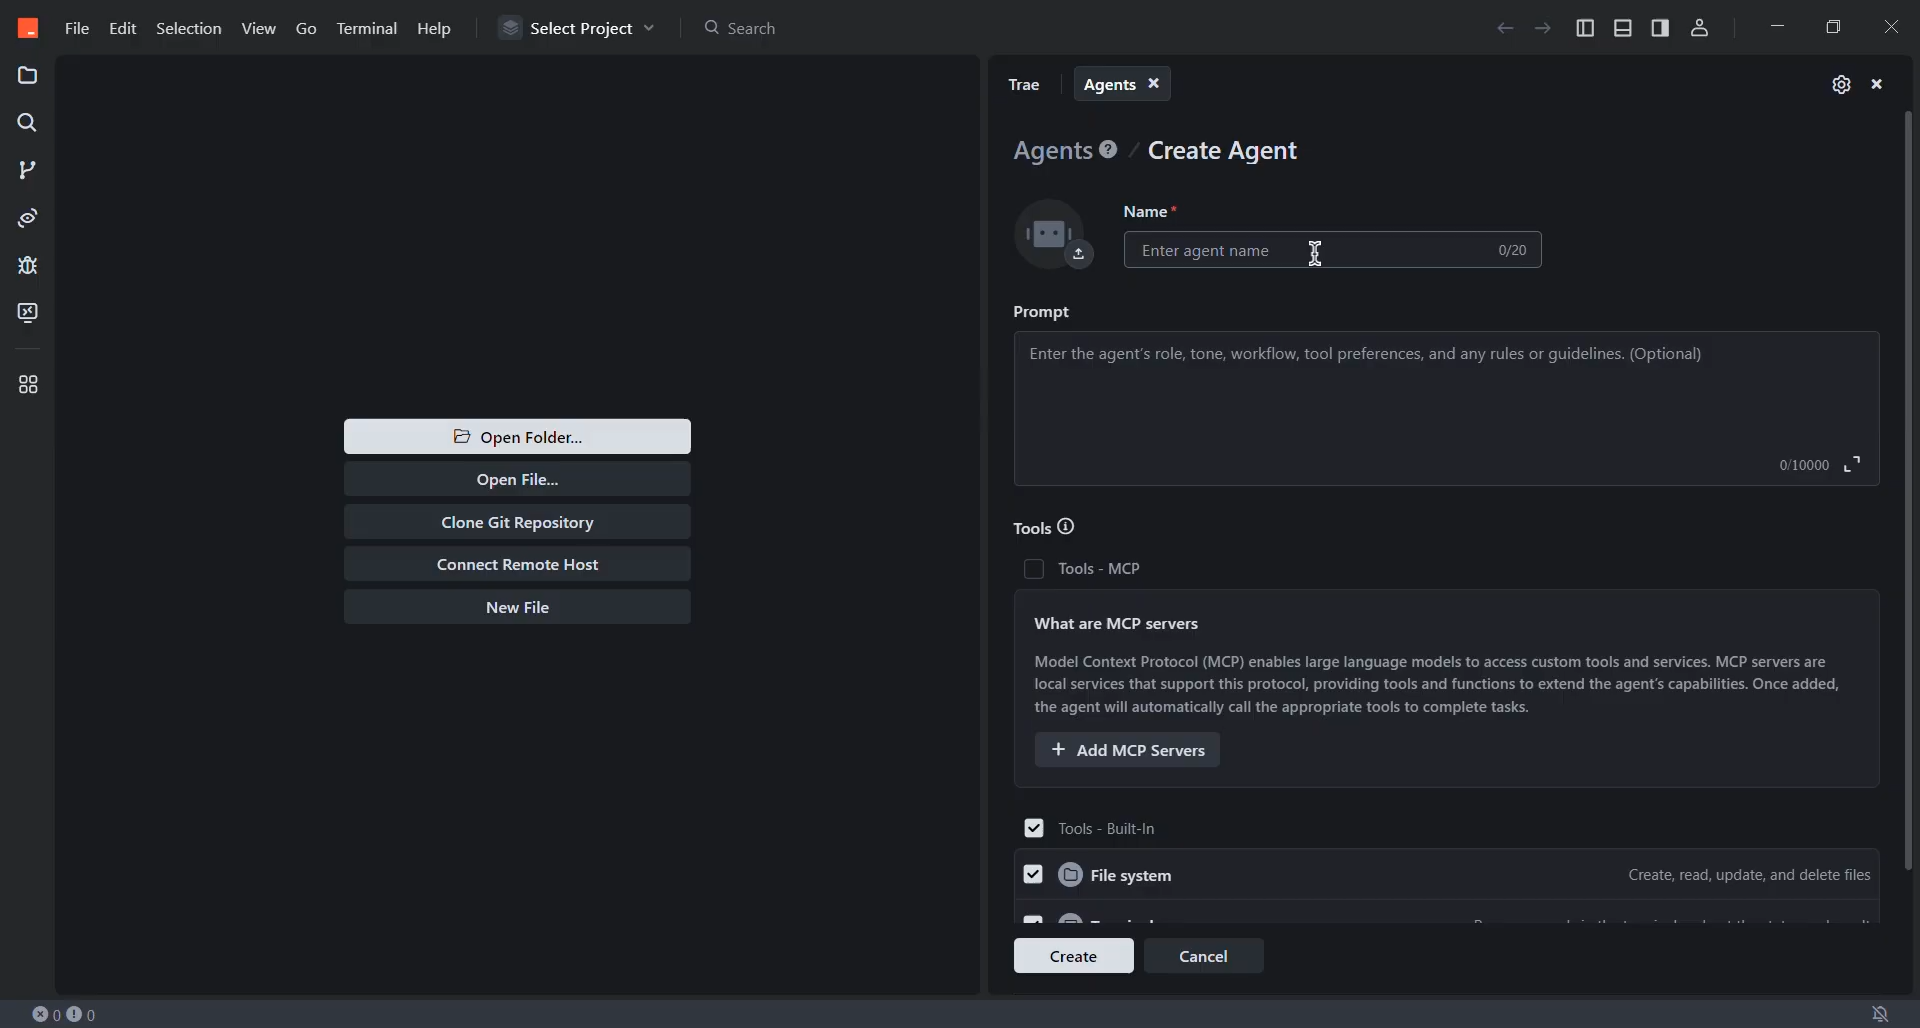 File Edit Selection View Go Terminal Help Select Project Search
Trae Agents
Agents ? / Create Agent
Name *
Enter agent name 0/20
Prompt
Enter the agent's role, tone, workflow, tool preferences, and any rules or guidelines. (Optional)
0/10000
Open Folder...
Open File...
Clone Git Repository
Connect Remote Host
New File
Tools
Tools - MCP
What are MCP servers
Model Context Protocol (MCP) enables large language models to access custom tools and services. MCP servers are
local services that support this protocol, providing tools and functions to extend the agent's capabilities. Once added,
the agent will automatically call the appropriate tools to complete tasks.
+ Add MCP Servers
Tools - Built-In
File system Create, read, update, and delete files
Create Cancel
0 0